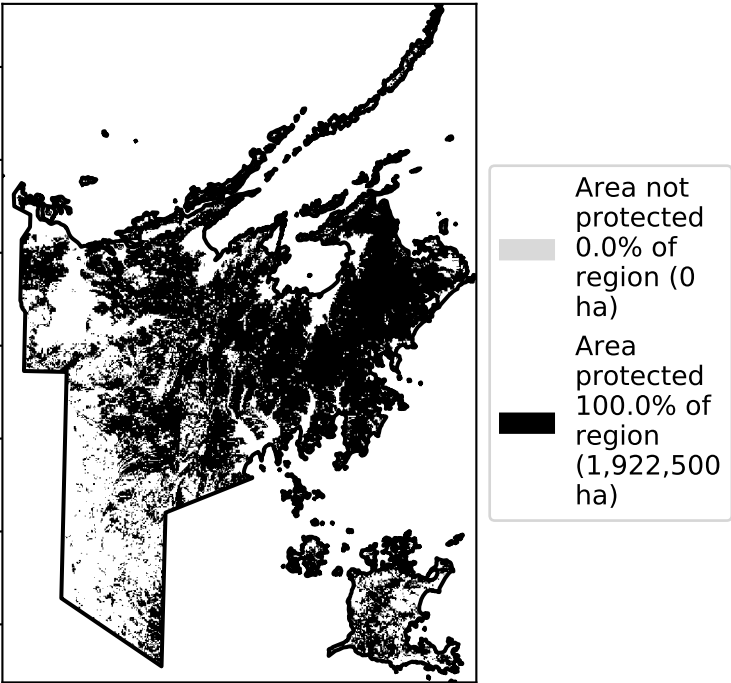 Area not
protected
0.0% of
region (0
ha)
Area
protected
100.0% of
region
(1,922,500
ha)